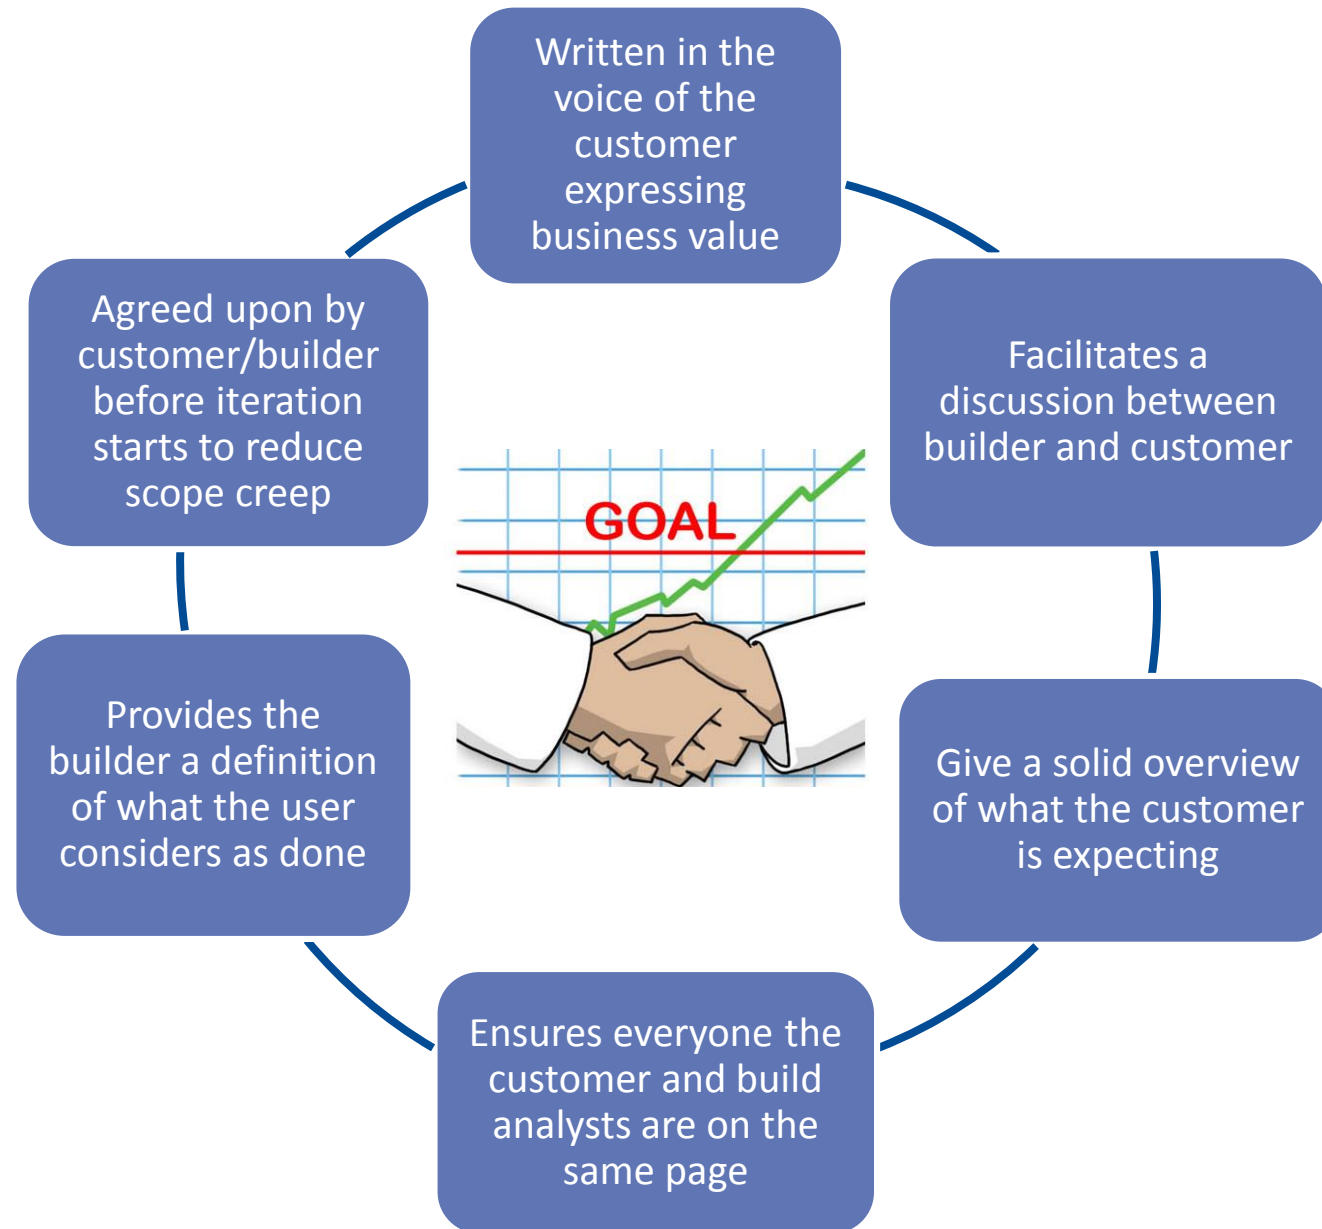 Written in the
voice of the
customer
expressing
business value
Facilitates a
discussion between
builder and customer
Give a solid overview
of what the customer
is expecting
Ensures everyone the
customer and build
analysts are on the
same page
Provides the
builder a definition
of what the user
considers as done
Agreed upon by
customer/builder
before iteration
starts to reduce
scope creep
GOAL